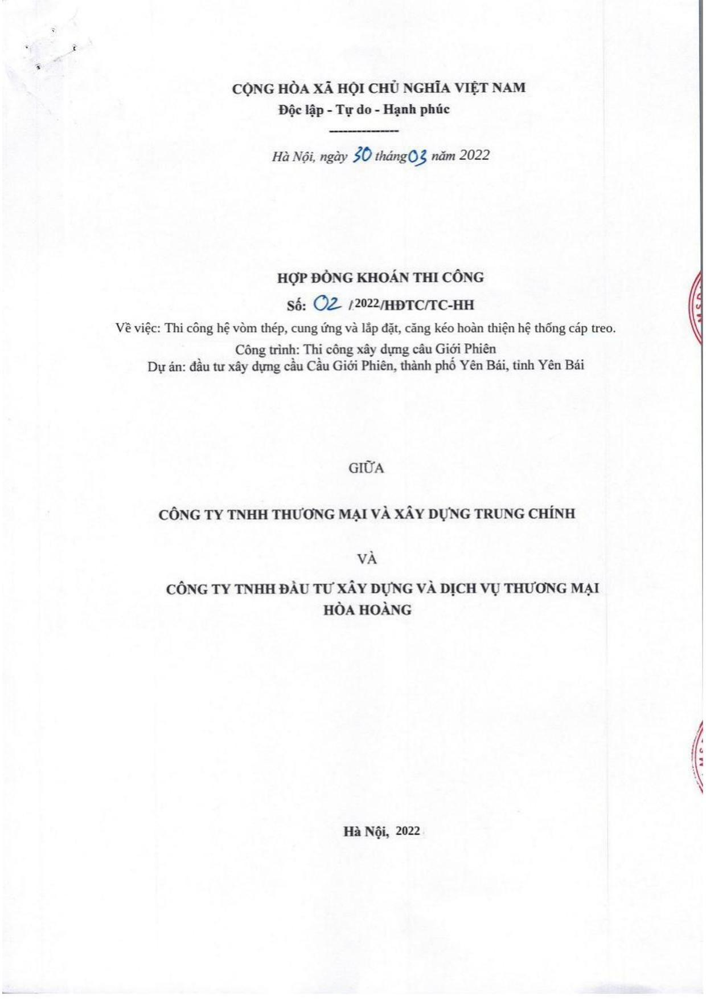 CỘNG HÒA XÃ HỘI CHỦ NGHĨA VIỆT NAM
Độc lập - Tự do - Hạnh phúc
---------------
Hà Nội, ngày 30 tháng 03 năm 2022
HỢP ĐỒNG KHOÁN THI CÔNG
Số: 02 /2022/HĐTC/TC-HH
Về việc: Thi công hệ vòm thép, cung ứng và lắp đặt, căng kéo hoàn thiện hệ thống cáp treo.
Công trình: Thi công xây dựng câu Giới Phiên
Dự án: đầu tư xây dựng cầu Cầu Giới Phiên, thành phố Yên Bái, tỉnh Yên Bái
GIỮA
CÔNG TY TNHH THƯƠNG MẠI VÀ XÂY DỰNG TRUNG CHÍNH
VÀ
CÔNG TY TNHH ĐẦU TƯ XÂY DỰNG VÀ DỊCH VỤ THƯƠNG MẠI
HÒA HOÀNG
Hà Nội, 2022